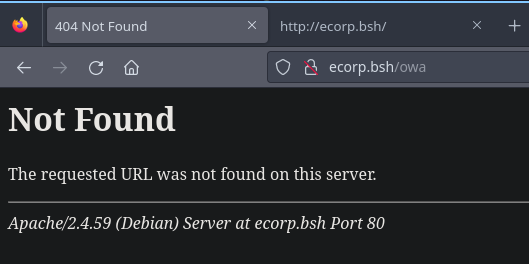 404 Not Found
http://ecorp.bsh/
ecorp.bsh/owa
Not Found
The requested URL was not found on this server.
Apache/2.4.59 (Debian) Server at ecorp.bsh Port 80